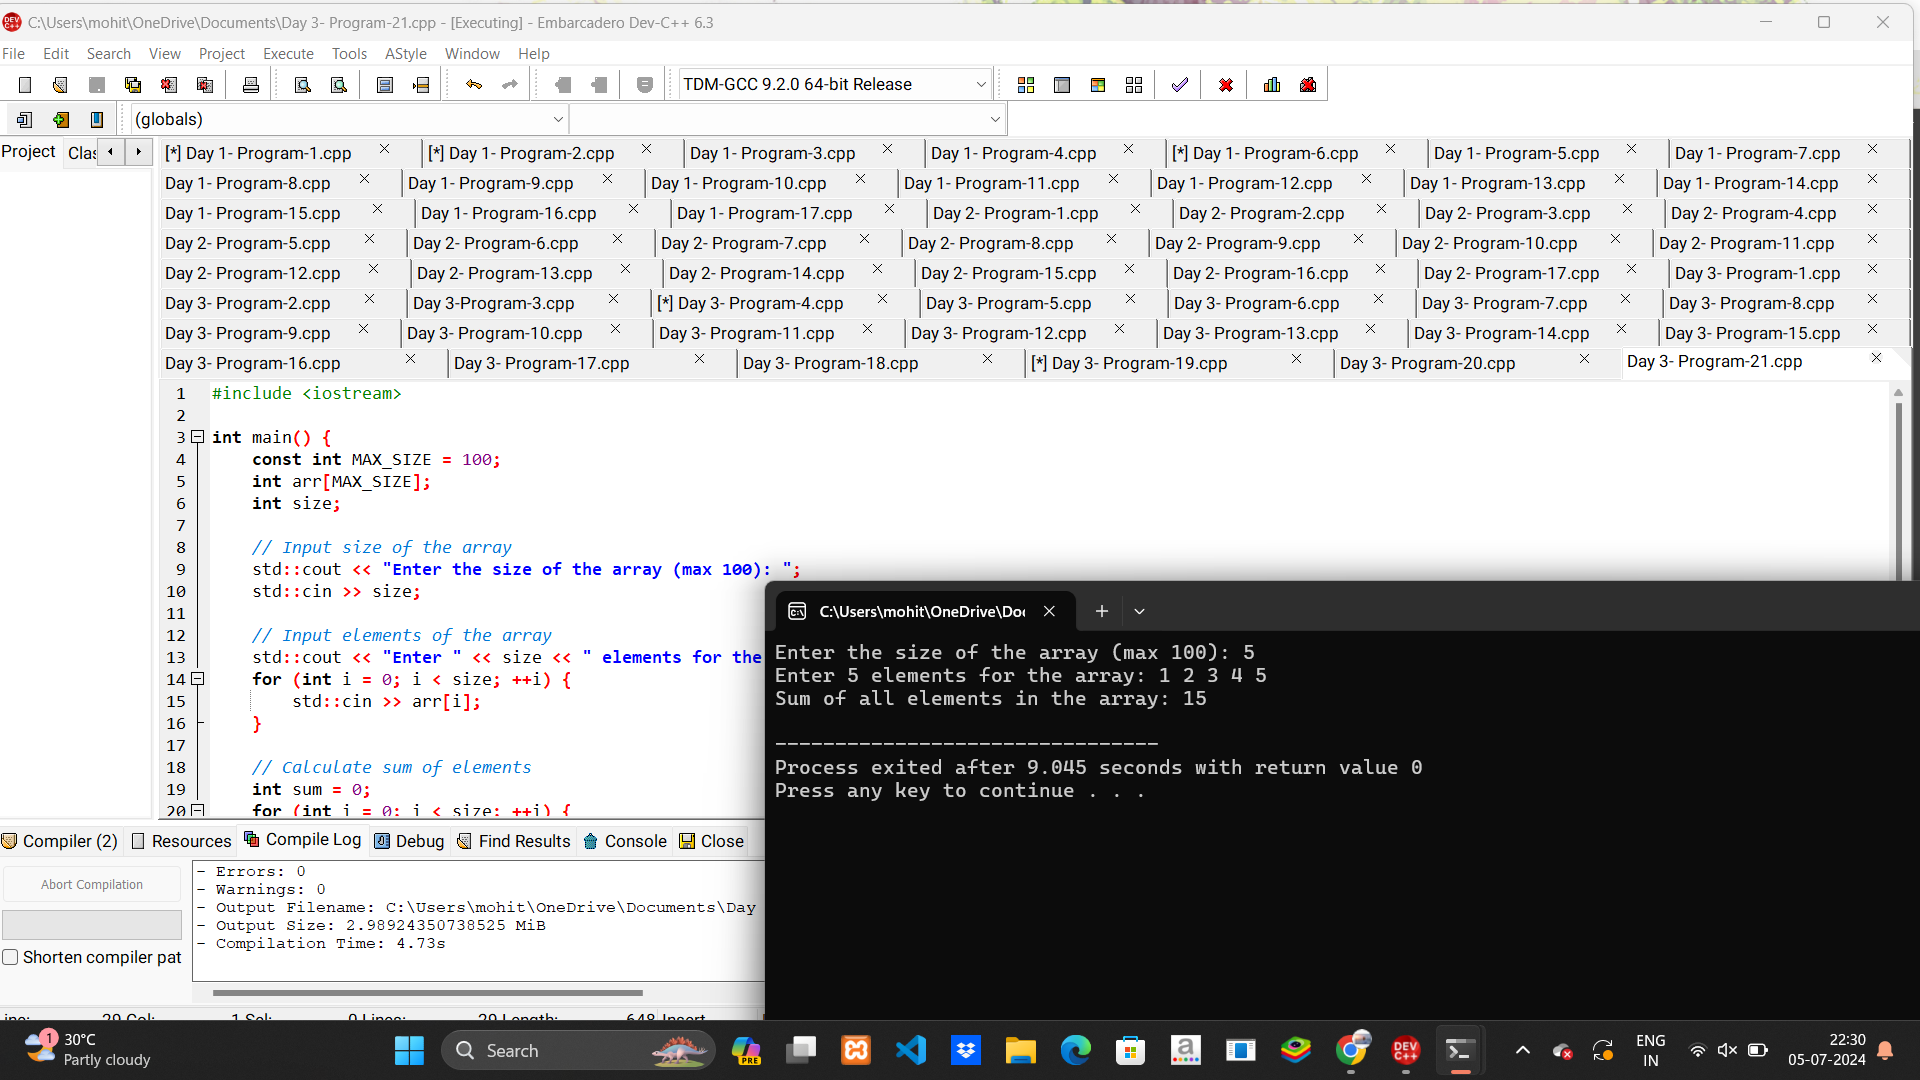 C:\Users\mohit\OneDrive\Documents\Day 3- Program-21.cpp - [Executing] - Embarcadero Dev-C++ 6.3
File Edit Search View Project Execute Tools AStyle Window Help
TDM-GCC 9.2.0 64-bit Release
(globals)
Project Clas
[*] Day 1- Program-1.cpp [*] Day 1- Program-2.cpp Day 1- Program-3.cpp Day 1- Program-4.cpp [*] Day 1- Program-6.cpp Day 1- Program-5.cpp Day 1- Program-7.cpp
Day 1- Program-8.cpp Day 1- Program-9.cpp Day 1- Program-10.cpp Day 1- Program-11.cpp Day 1- Program-12.cpp Day 1- Program-13.cpp Day 1- Program-14.cpp
Day 1- Program-15.cpp Day 1- Program-16.cpp Day 1- Program-17.cpp Day 2- Program-1.cpp Day 2- Program-2.cpp Day 2- Program-3.cpp Day 2- Program-4.cpp
Day 2- Program-5.cpp Day 2- Program-6.cpp Day 2- Program-7.cpp Day 2- Program-8.cpp Day 2- Program-9.cpp Day 2- Program-10.cpp Day 2- Program-11.cpp
Day 2- Program-12.cpp Day 2- Program-13.cpp Day 2- Program-14.cpp Day 2- Program-15.cpp Day 2- Program-16.cpp Day 2- Program-17.cpp Day 3- Program-1.cpp
Day 3- Program-2.cpp Day 3-Program-3.cpp [*] Day 3- Program-4.cpp Day 3- Program-5.cpp Day 3- Program-6.cpp Day 3- Program-7.cpp Day 3- Program-8.cpp
Day 3- Program-9.cpp Day 3- Program-10.cpp Day 3- Program-11.cpp Day 3- Program-12.cpp Day 3- Program-13.cpp Day 3- Program-14.cpp Day 3- Program-15.cpp
Day 3- Program-16.cpp Day 3- Program-17.cpp Day 3- Program-18.cpp [*] Day 3- Program-19.cpp Day 3- Program-20.cpp Day 3- Program-21.cpp
1 #include <iostream>
2
3 int main() {
4 const int MAX_SIZE = 100;
5 int arr[MAX_SIZE];
6 int size;
7
8 // Input size of the array
9 std::cout << "Enter the size of the array (max 100): ";
10 std::cin >> size;
11
12 // Input elements of the array
13 std::cout << "Enter " << size << " elements for the
14 for (int i = 0; i < size; ++i) {
15 std::cin >> arr[i];
16 }
17
18 // Calculate sum of elements
19 int sum = 0;
20 for (int i = 0; i < size; ++i) {
C:\Users\mohit\OneDrive\Doc
Enter the size of the array (max 100): 5
Enter 5 elements for the array: 1 2 3 4 5
Sum of all elements in the array: 15
--------------------------------
Process exited after 9.045 seconds with return value 0
Press any key to continue . . .
Compiler (2) Resources Compile Log Debug Find Results Console Close
Abort Compilation
Shorten compiler pat
- Errors: 0
- Warnings: 0
- Output Filename: C:\Users\mohit\OneDrive\Documents\Day
- Output Size: 2.98924350738525 MiB
- Compilation Time: 4.73s
29 Col: 1 Sel: 0 Lines: 29 Length: 648 Insert
1
30°C
Partly cloudy
Search
PRE
DEV C++
ENG
IN
22:30
05-07-2024